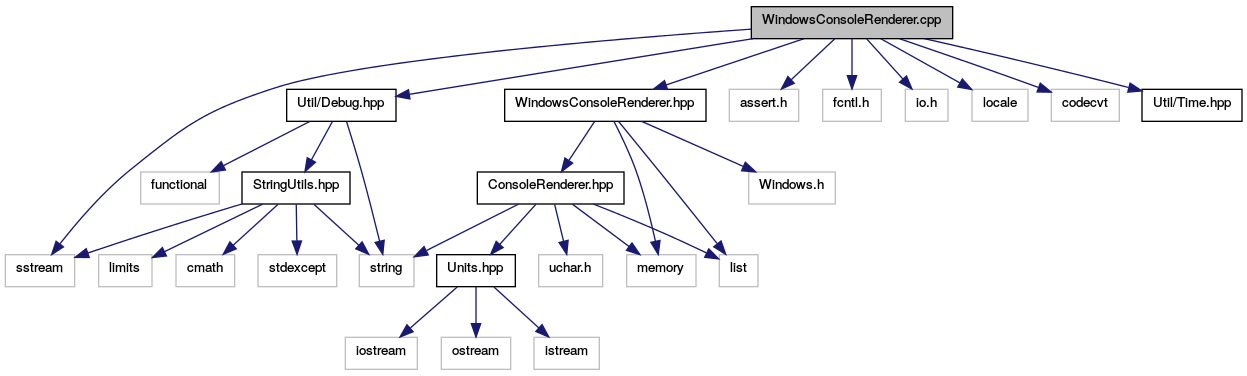 WindowsConsoleRenderer.cpp
Util/Debug.hpp
WindowsConsoleRenderer.hpp
assert.h
fcntl.h
io.h
locale
codecvt
Util/Time.hpp
functional
StringUtils.hpp
ConsoleRenderer.hpp
Windows.h
sstream
limits
cmath
stdexcept
string
Units.hpp
uchar.h
memory
list
iostream
ostream
istream